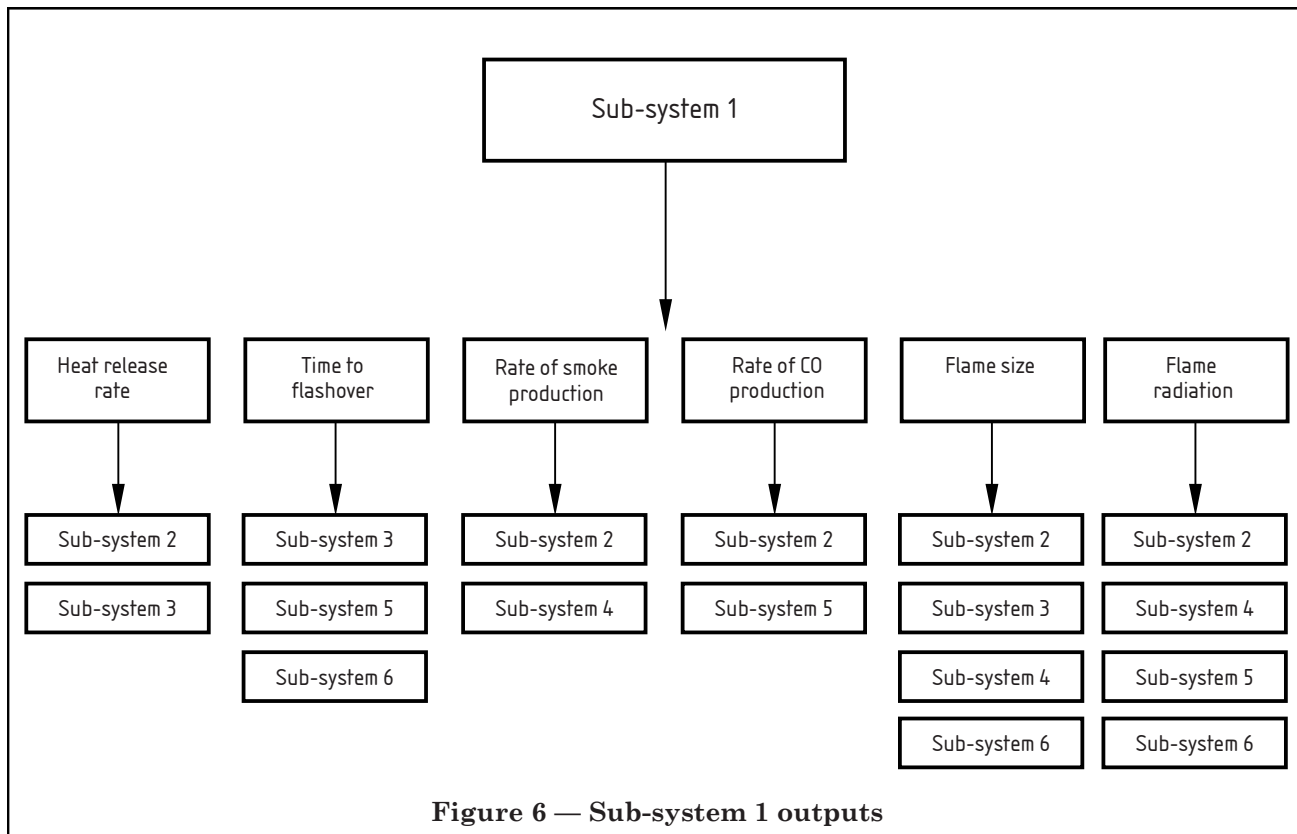 Sub-system 1
Heat release
rate
Time to
flashover
Rate of smoke
production
Rate of CO
production
Flame size
Flame
radiation
Sub-system 2
Sub-system 3
Sub-system 2
Sub-system 2
Sub-system 2
Sub-system 2
Sub-system 3
Sub-system 5
Sub-system 4
Sub-system 5
Sub-system 3
Sub-system 4
Sub-system 6
Sub-system 4
Sub-system 5
Sub-system 6
Sub-system 6
Figure 6 — Sub-system 1 outputs